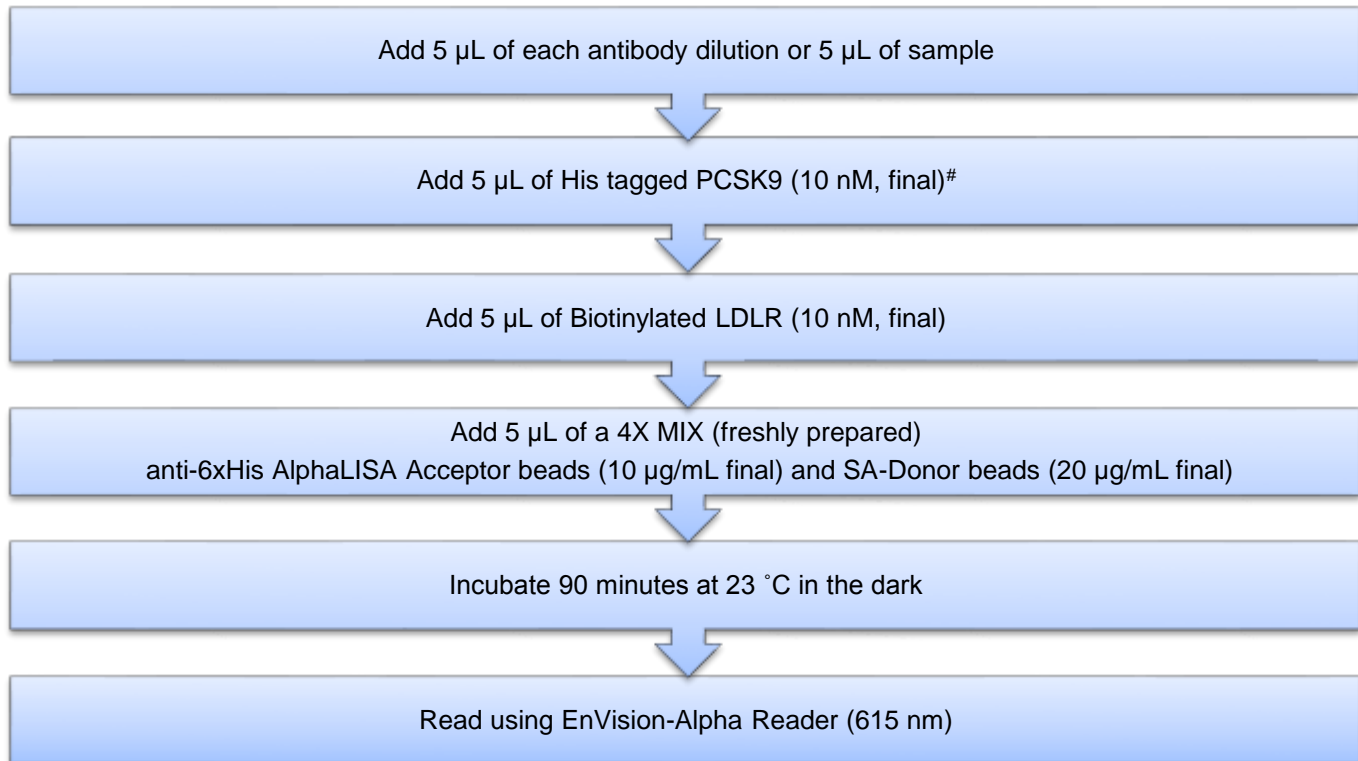 Add 5 µL of each antibody dilution or 5 µL of sample
Add 5 µL of His tagged PCSK9 (10 nM, final)#
Add 5 µL of Biotinylated LDLR (10 nM, final)
Add 5 µL of a 4X MIX (freshly prepared)
anti-6xHis AlphaLISA Acceptor beads (10 µg/mL final) and SA-Donor beads (20 µg/mL final)
Incubate 90 minutes at 23 ˚C in the dark
Read using EnVision-Alpha Reader (615 nm)